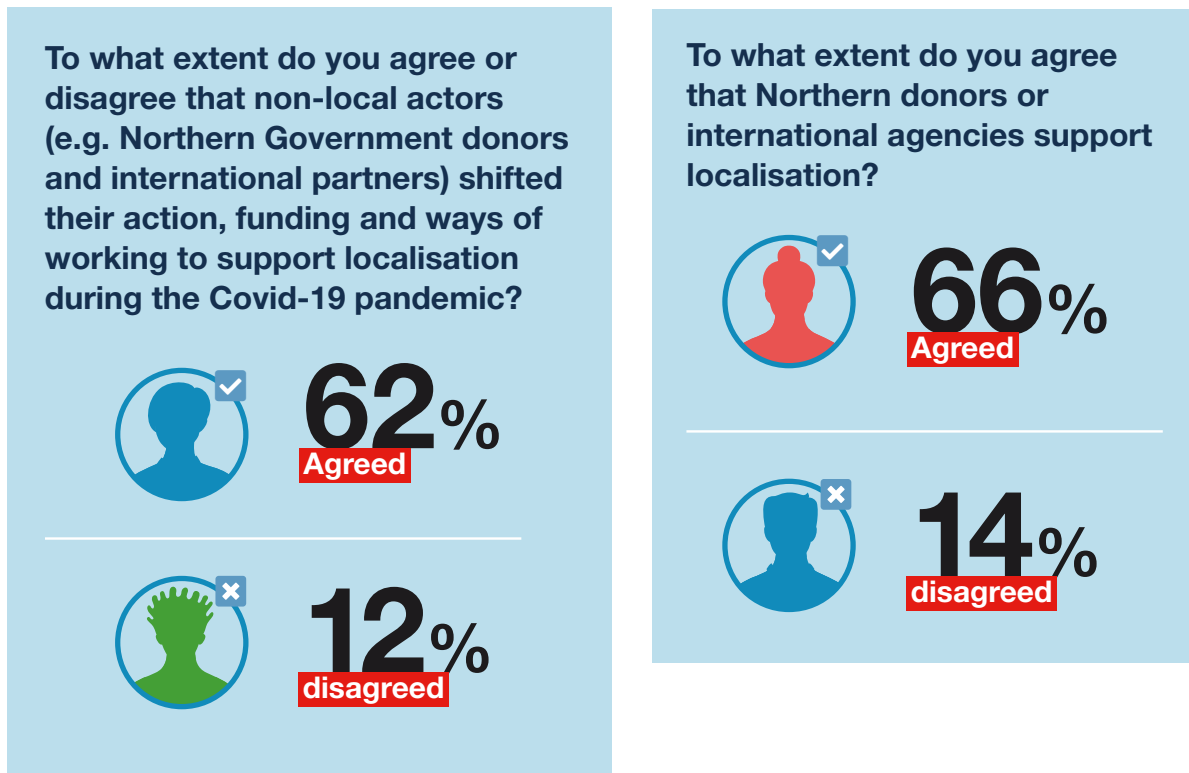 To what extent do you agree or
disagree that non-local actors
(e.g. Northern Government donors
and international partners) shifted
their action, funding and ways of
working to support localisation
during the Covid-19 pandemic?
62%
Agreed
12%
disagreed
To what extent do you agree
that Northern donors or
international agencies support
localisation?
66%
Agreed
14%
disagreed